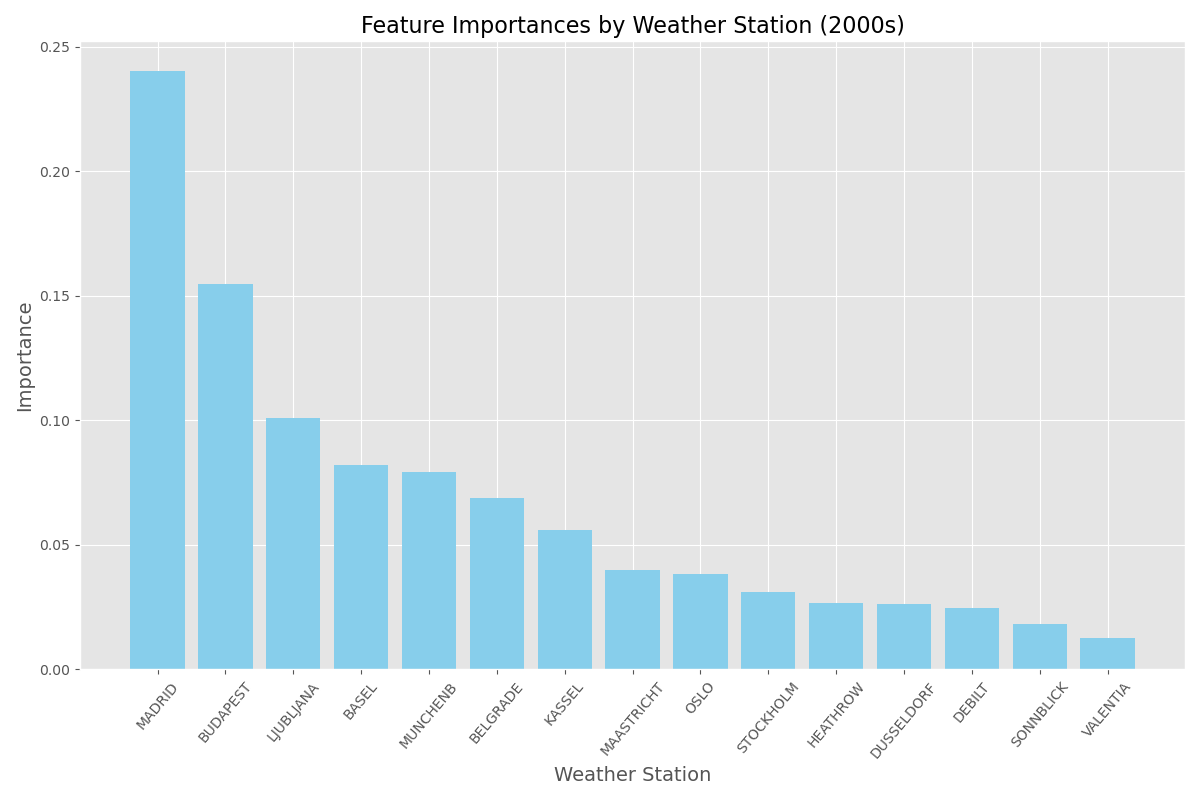 Feature Importances by Weather Station (2000s)
0.25
0.20
0.15
0.10
0.05
0.00
Importance
MADRID
BUDAPEST
LJUBLJANA
BASEL
MUNCHENB
BELGRADE
KASSEL
MAASTRICHT
OSLO
STOCKHOLM
HEATHROW
DUSSELDORF
DEBILT
SONNBLICK
VALENTIA
Weather Station